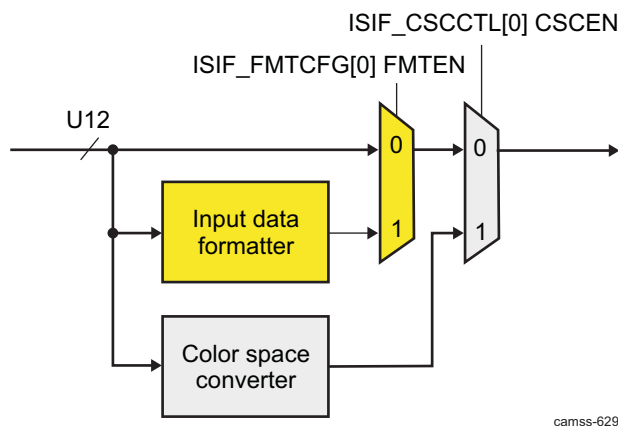 ISIF_CSCCTL[0] CSCEN
ISIF_FMTCFG[0] FMTEN
U12
0
0
Input data
formatter
1
1
Color space
converter
camss-629